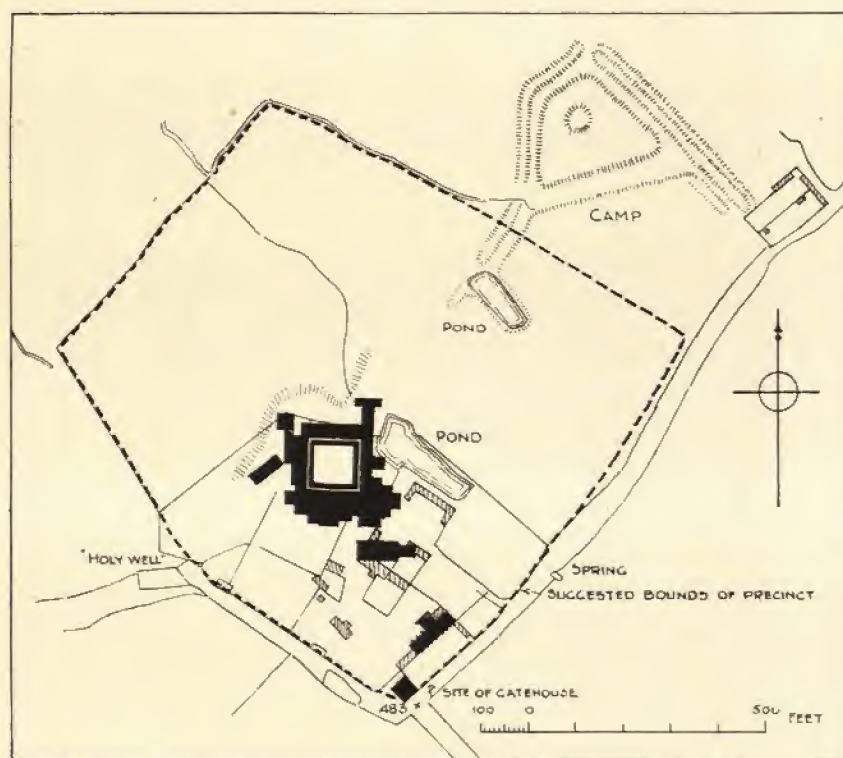 CAMP
POND
POND
"HOLY WELL"
SPRING
SUGGESTED BOUNDS OF PRECINCT
? SITE OF GATEHOUSE
483
100 0 500 FEET